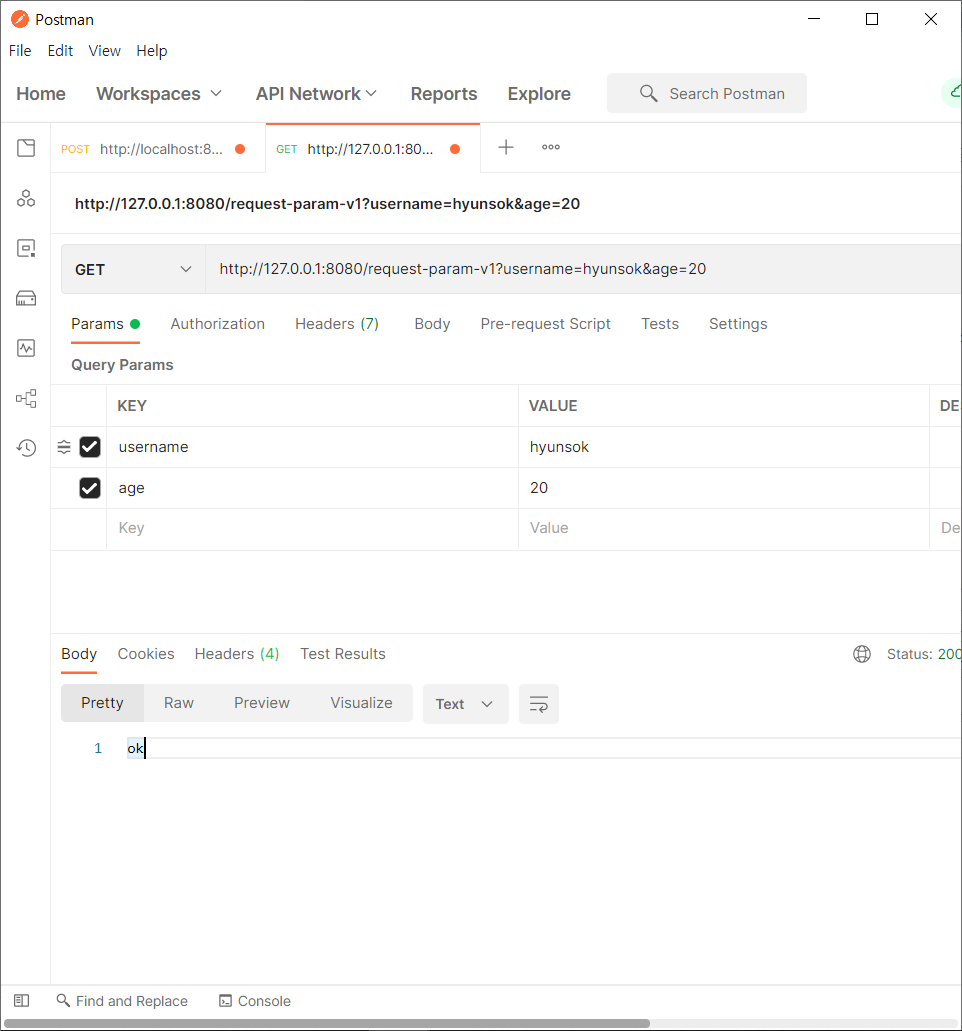 Postman
File Edit View Help
Home Workspaces API Network Reports Explore Search Postman
POST http://localhost:8... GET http://127.0.0.1:80...
http://127.0.0.1:8080/request-param-v1?username=hyunsok&age=20
GET http://127.0.0.1:8080/request-param-v1?username=hyunsok&age=20
Params Authorization Headers (7) Body Pre-request Script Tests Settings
Query Params
KEY VALUE DE
username hyunsok
age 20
Key Value De
Body Cookies Headers (4) Test Results Status: 200
Pretty Raw Preview Visualize Text
1 ok
Find and Replace Console